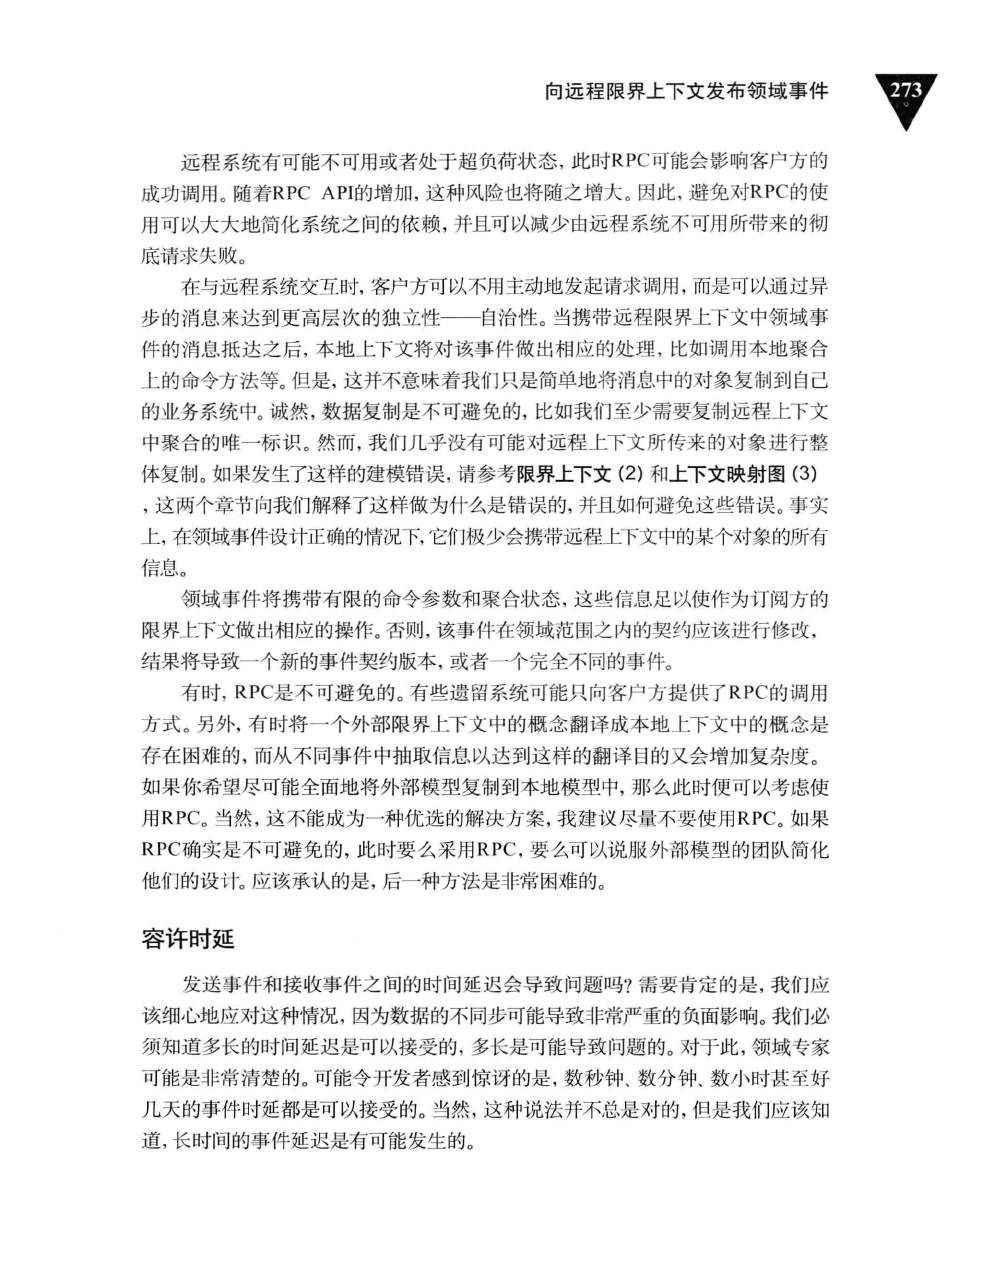 向远程限界上下文发布领域事件
273
远程系统有可能不可用或者处于超负荷状态，此时RPC可能会影响客户方的
成功调用。随着RPC API的增加，这种风险也将随之增大。因此，避免对RPC的使
用可以大大地简化系统之间的依赖，并且可以减少由远程系统不可用所带来的彻
底请求失败。
在与远程系统交互时，客户方可以不用主动地发起请求调用，而是可以通过异
步的消息来达到更高层次的独立性——自治性。当携带远程限界上下文中领域事
件的消息抵达之后，本地上下文将对该事件做出相应的处理，比如调用本地聚合
上的命令方法等。但是，这并不意味着我们只是简单地将消息中的对象复制到自己
的业务系统中。诚然，数据复制是不可避免的，比如我们至少需要复制远程上下文
中聚合的唯一标识。然而，我们几乎没有可能对远程上下文所传来的对象进行整
体复制。如果发生了这样的建模错误，请参考限界上下文 (2) 和上下文映射图 (3)
，这两个章节向我们解释了这样做为什么是错误的，并且如何避免这些错误。事实
上，在领域事件设计正确的情况下，它们极少会携带远程上下文中的某个对象的所有
信息。
领域事件将携带有限的命令参数和聚合状态，这些信息足以使作为订阅方的
限界上下文做出相应的操作。否则，该事件在领域范围之内的契约应该进行修改，
结果将导致一个新的事件契约版本，或者一个完全不同的事件。
有时，RPC是不可避免的。有些遗留系统可能只向客户方提供了RPC的调用
方式。另外，有时将一个外部限界上下文中的概念翻译成本地上下文中的概念是
存在困难的，而从不同事件中抽取信息以达到这样的翻译目的又会增加复杂度。
如果你希望尽可能全面地将外部模型复制到本地模型中，那么此时便可以考虑使
用RPC。当然，这不能成为一种优选的解决方案，我建议尽量不要使用RPC。如果
RPC确实是不可避免的，此时要么采用RPC，要么可以说服外部模型的团队简化
他们的设计。应该承认的是，后一种方法是非常困难的。
容许时延
发送事件和接收事件之间的时间延迟会导致问题吗？需要肯定的是，我们应
该细心地应对这种情况，因为数据的不同步可能导致非常严重的负面影响。我们必
须知道多长的时间延迟是可以接受的，多长是可能导致问题的。对于此，领域专家
可能是非常清楚的。可能令开发者感到惊讶的是，数秒钟、数分钟、数小时甚至好
几天的事件时延都是可以接受的。当然，这种说法并不总是对的，但是我们应该知
道，长时间的事件延迟是有可能发生的。